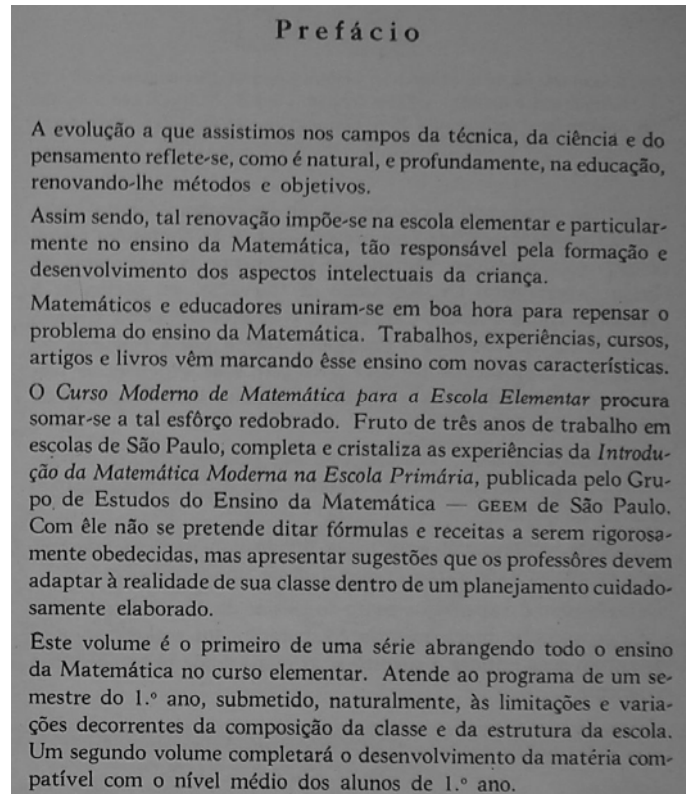 Prefácio
A evolução a que assistimos nos campos da técnica, da ciência e do
pensamento reflete-se, como é natural, e profundamente, na educação,
renovando-lhe métodos e objetivos.
Assim sendo, tal renovação impõe-se na escola elementar e particular-
mente no ensino da Matemática, tão responsável pela formação e
desenvolvimento dos aspectos intelectuais da criança.
Matemáticos e educadores uniram-se em boa hora para repensar o
problema do ensino da Matemática. Trabalhos, experiências, cursos,
artigos e livros vêm marcando êsse ensino com novas características.
O Curso Moderno de Matemática para a Escola Elementar procura
somar-se a tal esfôrço redobrado. Fruto de três anos de trabalho em
escolas de São Paulo, completa e cristaliza as experiências da Introdu-
ção da Matemática Moderna na Escola Primária, publicada pelo Gru-
po de Estudos do Ensino da Matemática — GEEM de São Paulo.
Com êle não se pretende ditar fórmulas e receitas a serem rigorosa-
mente obedecidas, mas apresentar sugestões que os professôres devem
adaptar à realidade de sua classe dentro de um planejamento cuidado-
samente elaborado.
Êste volume é o primeiro de uma série abrangendo todo o ensino
da Matemática no curso elementar. Atende ao programa de um se-
mestre do 1.º ano, submetido, naturalmente, às limitações e varia-
ções decorrentes da composição da classe e da estrutura da escola.
Um segundo volume completará o desenvolvimento da matéria com-
patível com o nível médio dos alunos de 1.º ano.